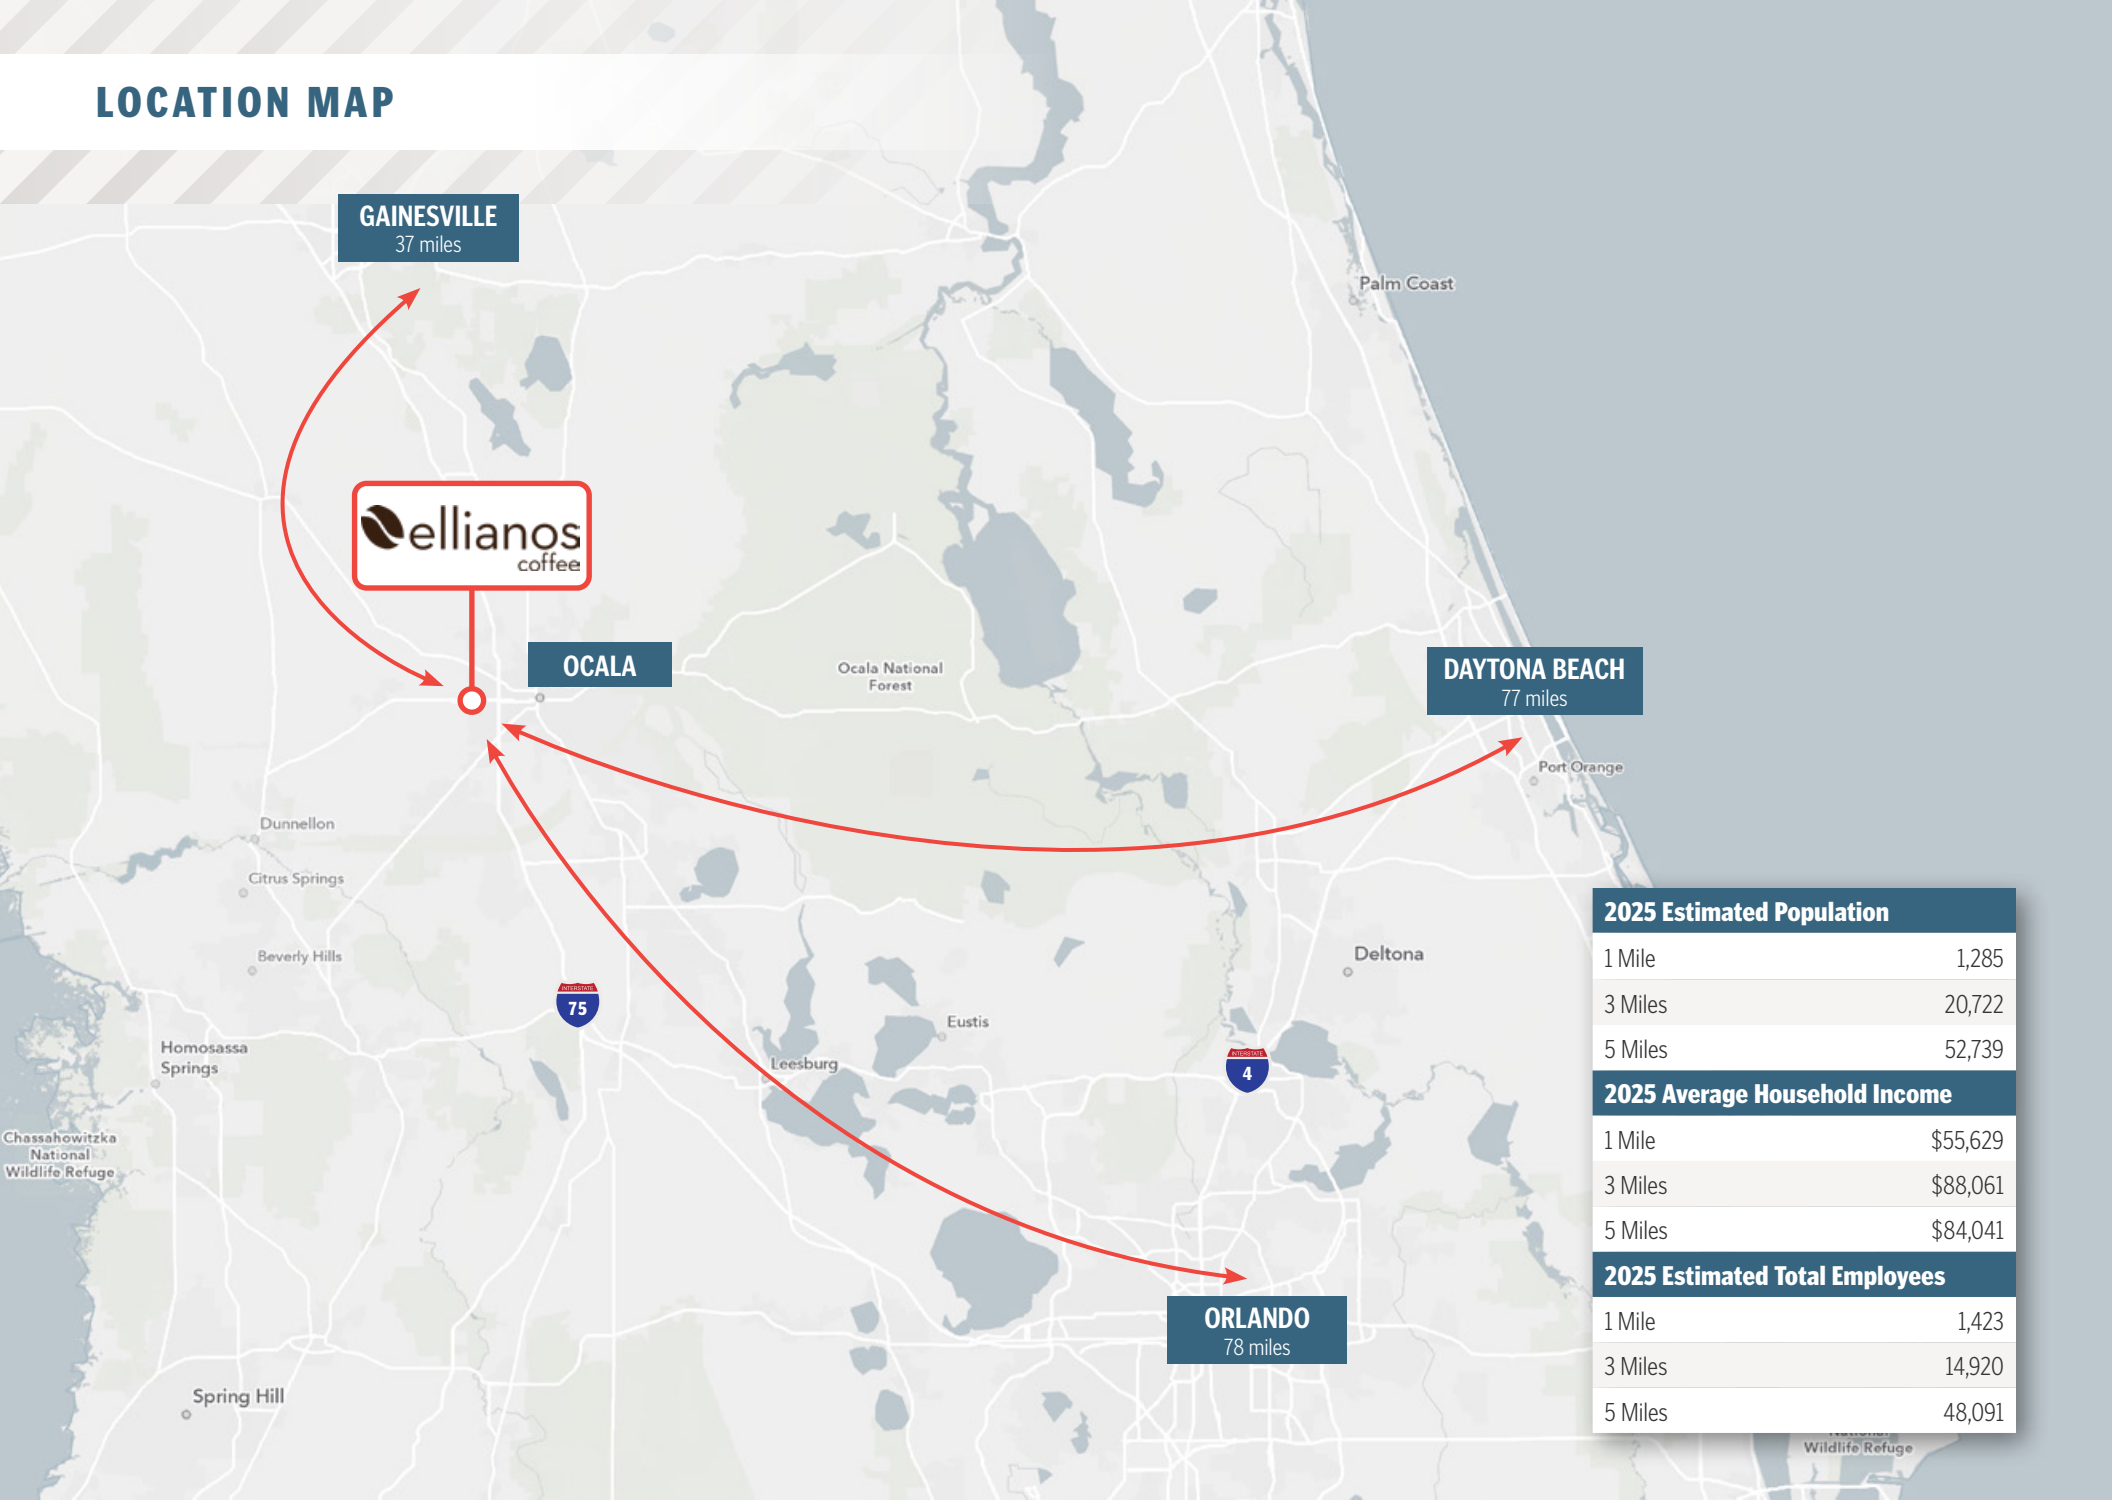 LOCATION MAP
GAINESVILLE
37 miles
Palm Coast
ellianos
coffee
OCALA
Ocala National
Forest
DAYTONA BEACH
77 miles
Port Orange
Dunnellon
Citrus Springs
Beverly Hills
Deltona
INTERSTATE
75
Eustis
Homosassa
Springs
Leesburg
INTERSTATE
4
Chassahowitzka
National
Wildlife Refuge
ORLANDO
78 miles
Spring Hill
2025 Estimated Population
1 Mile 1,285
3 Miles 20,722
5 Miles 52,739
2025 Average Household Income
1 Mile $55,629
3 Miles $88,061
5 Miles $84,041
2025 Estimated Total Employees
1 Mile 1,423
3 Miles 14,920
5 Miles 48,091
National
Wildlife Refuge